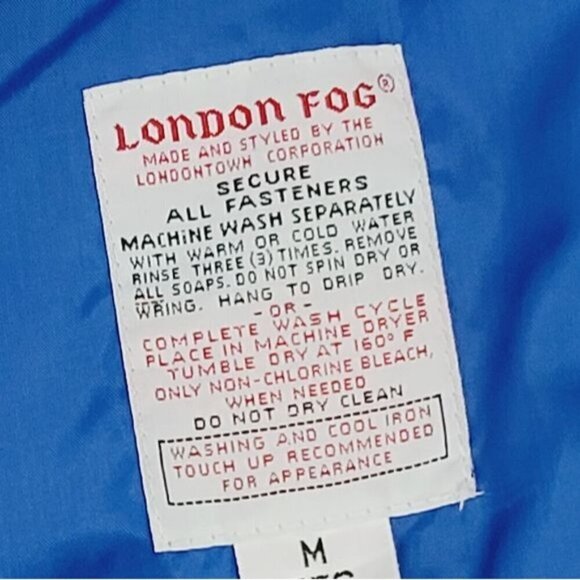 LONDON FOG®
MADE AND STYLED BY THE
LONDONTOWN CORPORATION
SECURE
ALL FASTENERS
MACHINE WASH SEPARATELY
WITH WARM OR COLD WATER
RINSE THREE (3) TIMES. REMOVE
ALL SOAPS. DO NOT SPIN DRY OR
WRING. HANG TO DRIP DRY.
-OR-
COMPLETE WASH CYCLE
PLACE IN MACHINE DRYER
TUMBLE DRY AT 160° F
ONLY NON-CHLORINE BLEACH,
WHEN NEEDED
DO NOT DRY CLEAN
WASHING AND COOL IRON
TOUCH UP RECOMMENDED
FOR APPEARANCE
M